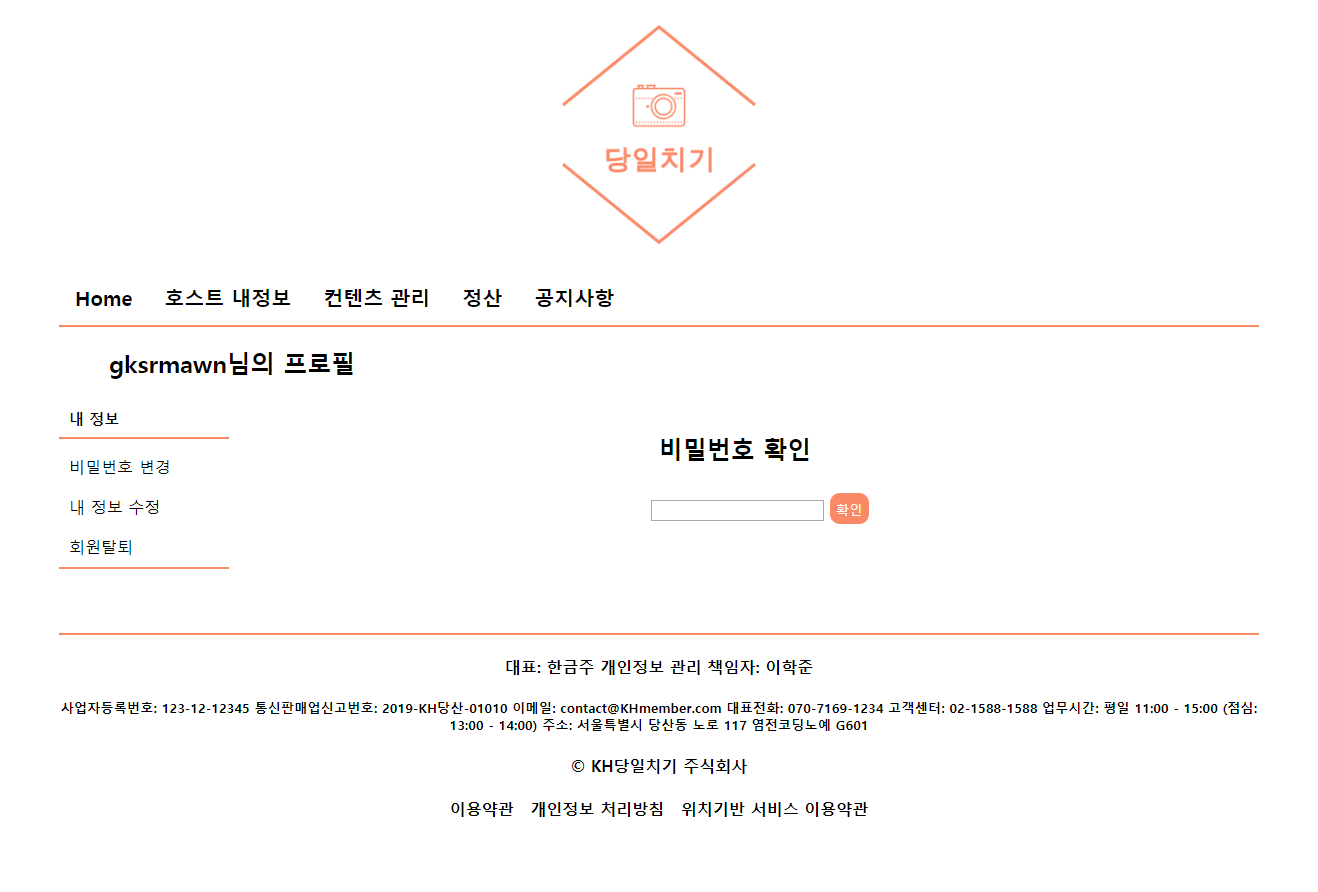 당일치기
Home 호스트 내정보 컨텐츠 관리 정산 공지사항
gksrmawn님의 프로필
내 정보
비밀번호 변경
내 정보 수정
회원탈퇴
비밀번호 확인
확인
대표: 한금주 개인정보 관리 책임자: 이학준
사업자등록번호: 123-12-12345 통신판매업신고번호: 2019-KH당산-01010 이메일: contact@KHmember.com 대표전화: 070-7169-1234 고객센터: 02-1588-1588 업무시간: 평일 11:00 - 15:00 (점심:
13:00 - 14:00) 주소: 서울특별시 당산동 노로 117 염전코딩노예 G601
© KH당일치기 주식회사
이용약관 개인정보 처리방침 위치기반 서비스 이용약관